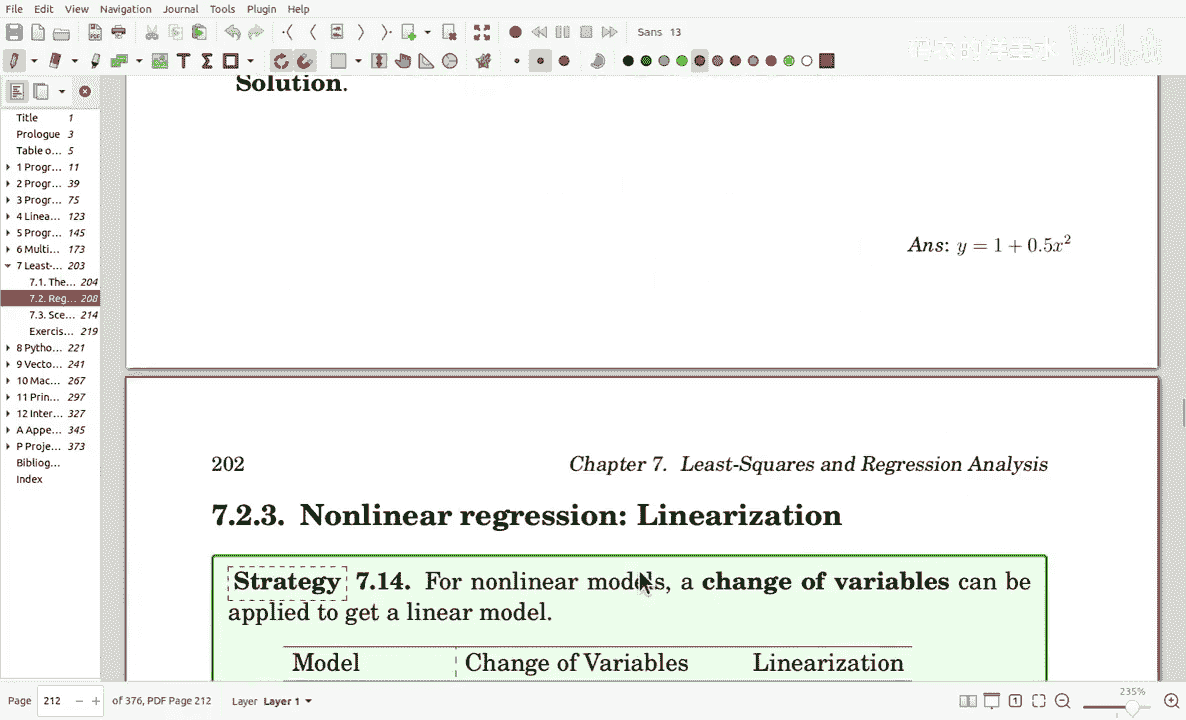 File Edit View Navigation Journal Tools Plugin Help
Sans 13
Title 1
Prologue 3
Table o... 5
1 Progr... 11
2 Progr... 39
3 Progr... 75
4 Linea... 123
5 Progr... 145
6 Multi... 173
7 Least-... 203
7.1. The... 204
7.2. Reg... 208
7.3. Sce... 214
Exercis... 219
8 Pytho... 221
9 Vecto... 241
10 Mac... 267
11 Prin... 297
12 Inter... 327
A Appe... 345
P Proje... 373
Bibliog...
Index
Solution.
Ans: y = 1 + 0.5x²
202 Chapter 7. Least-Squares and Regression Analysis
7.2.3. Nonlinear regression: Linearization
Strategy 7.14. For nonlinear models, a change of variables can be
applied to get a linear model.
Model Change of Variables Linearization
Page 212 − + of 376, PDF Page 212 Layer Layer 1
235%